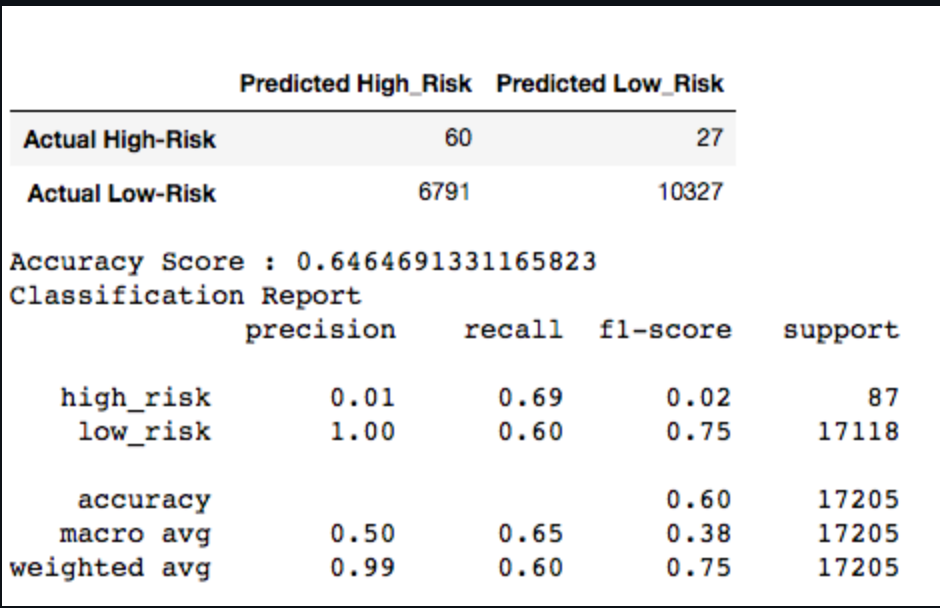 Predicted High_Risk Predicted Low_Risk
Actual High-Risk 60 27
Actual Low-Risk 6791 10327
Accuracy Score : 0.6464691331165823
Classification Report
precision recall f1-score support
high_risk 0.01 0.69 0.02 87
low_risk 1.00 0.60 0.75 17118
accuracy 0.60 17205
macro avg 0.50 0.65 0.38 17205
weighted avg 0.99 0.60 0.75 17205